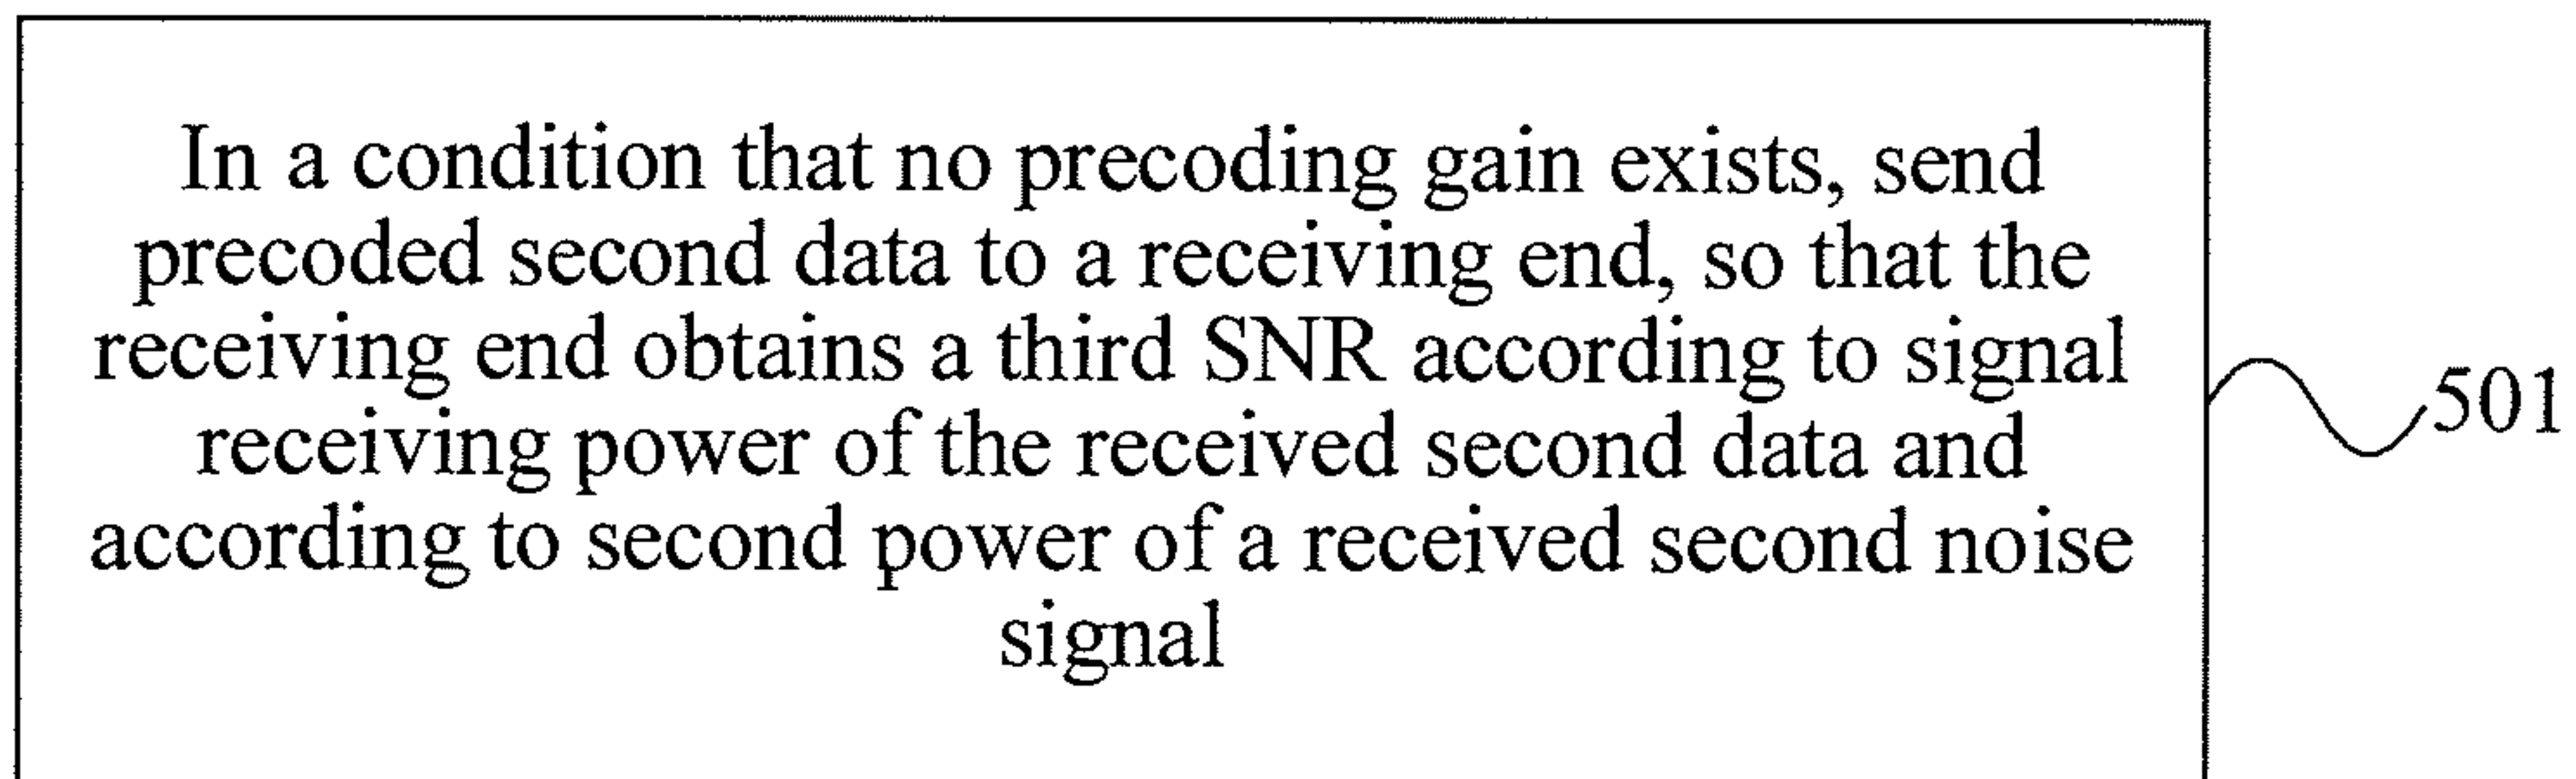 In a condition that no precoding gain exists, send
precoded second data to a receiving end, so that the
receiving end obtains a third SNR according to signal
receiving power of the received second data and
according to second power of a received second noise
signal
501